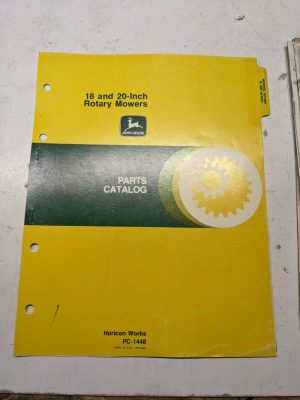 18 and 20-Inch
Rotary Mowers
JOHN DEERE
PARTS
CATALOG
Horicon Works
PC-1448